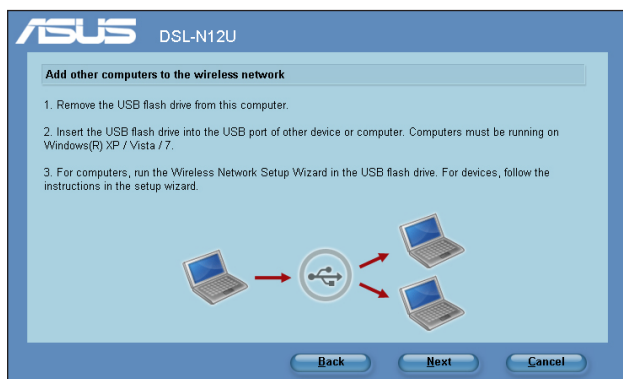 ASUS DSL-N12U
Add other computers to the wireless network
1. Remove the USB flash drive from this computer.
2. Insert the USB flash drive into the USB port of other device or computer. Computers must be running on
Windows(R) XP / Vista / 7.
3. For computers, run the Wireless Network Setup Wizard in the USB flash drive. For devices, follow the
instructions in the setup wizard.
Back Next Cancel